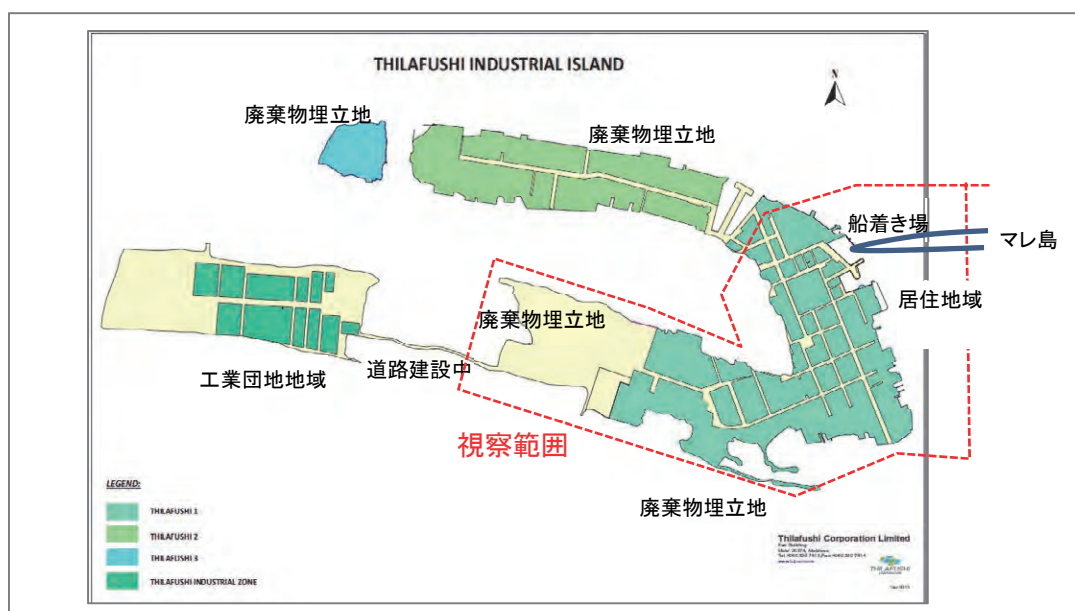 THILAFUSHI INDUSTRIAL ISLAND
N
廃棄物埋立地
廃棄物埋立地
船着き場
マレ島
居住地域
廃棄物埋立地
道路建設中
工業団地地域
視察範囲
廃棄物埋立地
LEGEND:
THILAFUSHI 1
THILAFUSHI 2
THILAFUSHI 3
THILAFUSHI INDUSTRIAL ZONE
Thilafushi Corporation Limited
THILAFUSHI